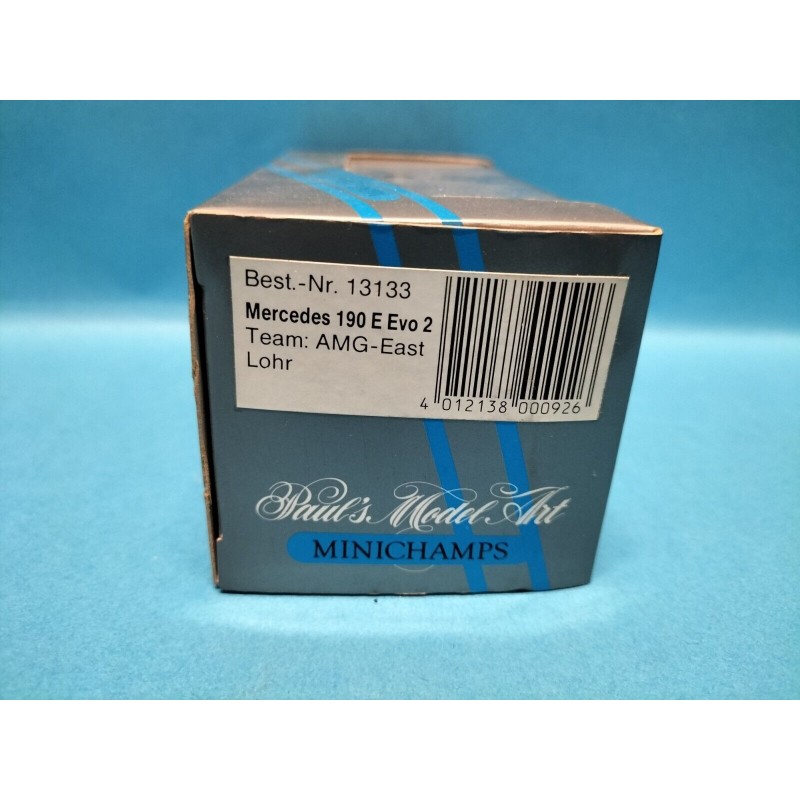 Best.-Nr. 13133
Mercedes 190 E Evo 2
Team: AMG-East
Lohr
4 012138 000926
Paul's Model Art
MINICHAMPS